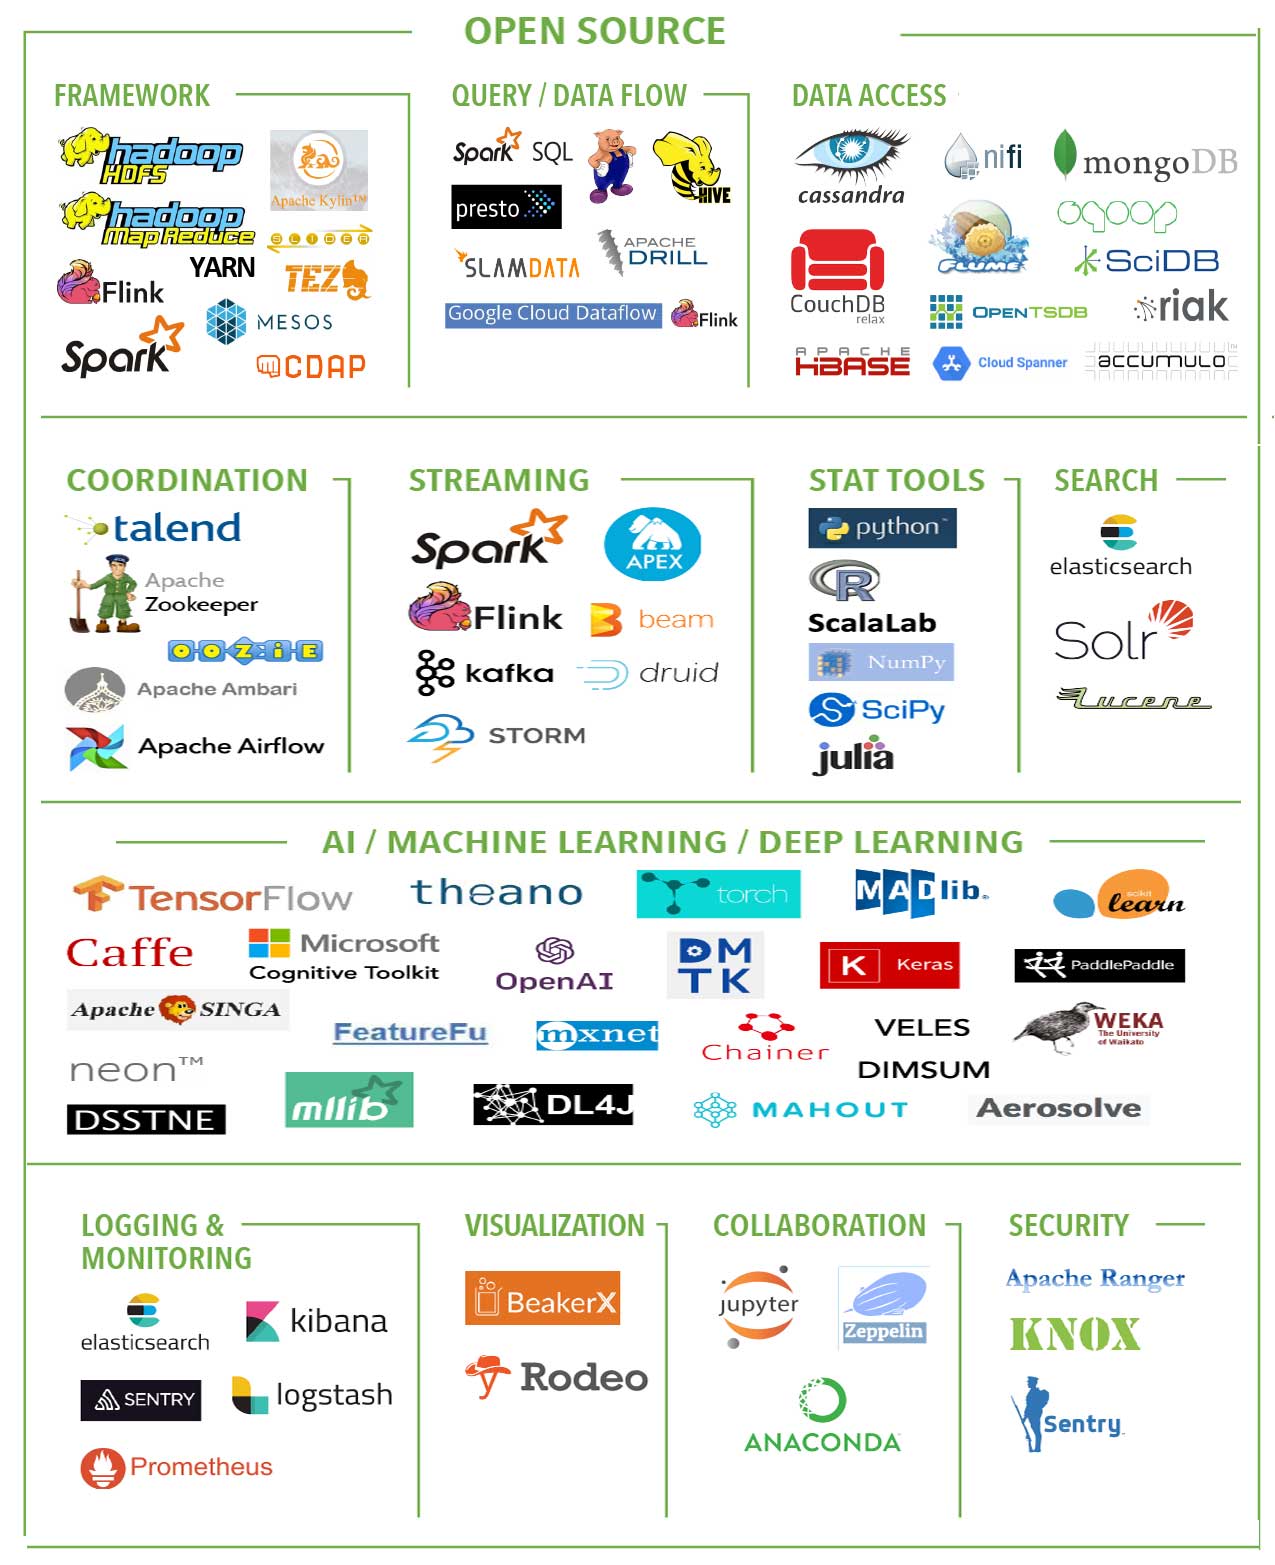 OPEN SOURCE
FRAMEWORK
hadoop
HDFS
Apache Kylin™
hadoop
Map Reduce
SLIDER
YARN
Flink
TEZ
MESOS
Spark
CDAP
QUERY / DATA FLOW
Spark SQL
HIVE
presto
SLAMDATA
APACHE
DRILL
Google Cloud Dataflow
Flink
DATA ACCESS
cassandra
nifi
mongoDB
sqoop
FLUME
SciDB
CouchDB
relax
OPENTSDB
riak
APACHE
HBASE
Cloud Spanner
accumulo
COORDINATION
talend
Apache
Zookeeper
OOZIE
Apache Ambari
Apache Airflow
STREAMING
Spark
APEX
Flink
beam
kafka
druid
STORM
STAT TOOLS
python
R
ScalaLab
NumPy
SciPy
julia
SEARCH
elasticsearch
Solr
Lucene
AI / MACHINE LEARNING / DEEP LEARNING
TensorFlow
theano
torch
MADlib®
scikit
learn
Caffe
Microsoft
Cognitive Toolkit
OpenAI
DM
TK
K Keras
PaddlePaddle
Apache SINGA
FeatureFu
mxnet
Chainer
VELES
WEKA
The University
of Waikato
neon™
DIMSUM
DSSTNE
mllib
DL4J
MAHOUT
Aerosolve
LOGGING &
MONITORING
elasticsearch
kibana
SENTRY
logstash
Prometheus
VISUALIZATION
BeakerX
Rodeo
COLLABORATION
jupyter
Zeppelin
ANACONDA
SECURITY
Apache Ranger
KNOX
Sentry